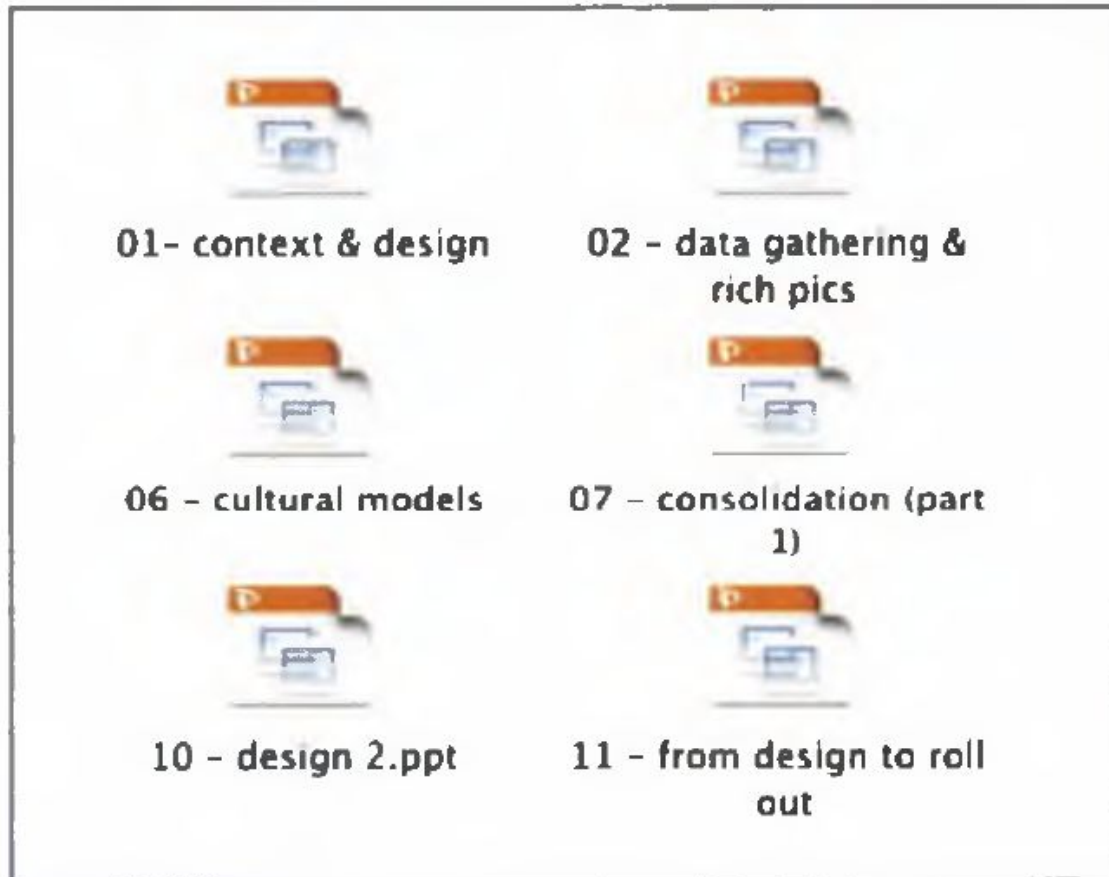 01- context & design
02 - data gathering &
rich pics
06 - cultural models
07 - consolidation (part
1)
10 - design 2.ppt
11 - from design to roll
out